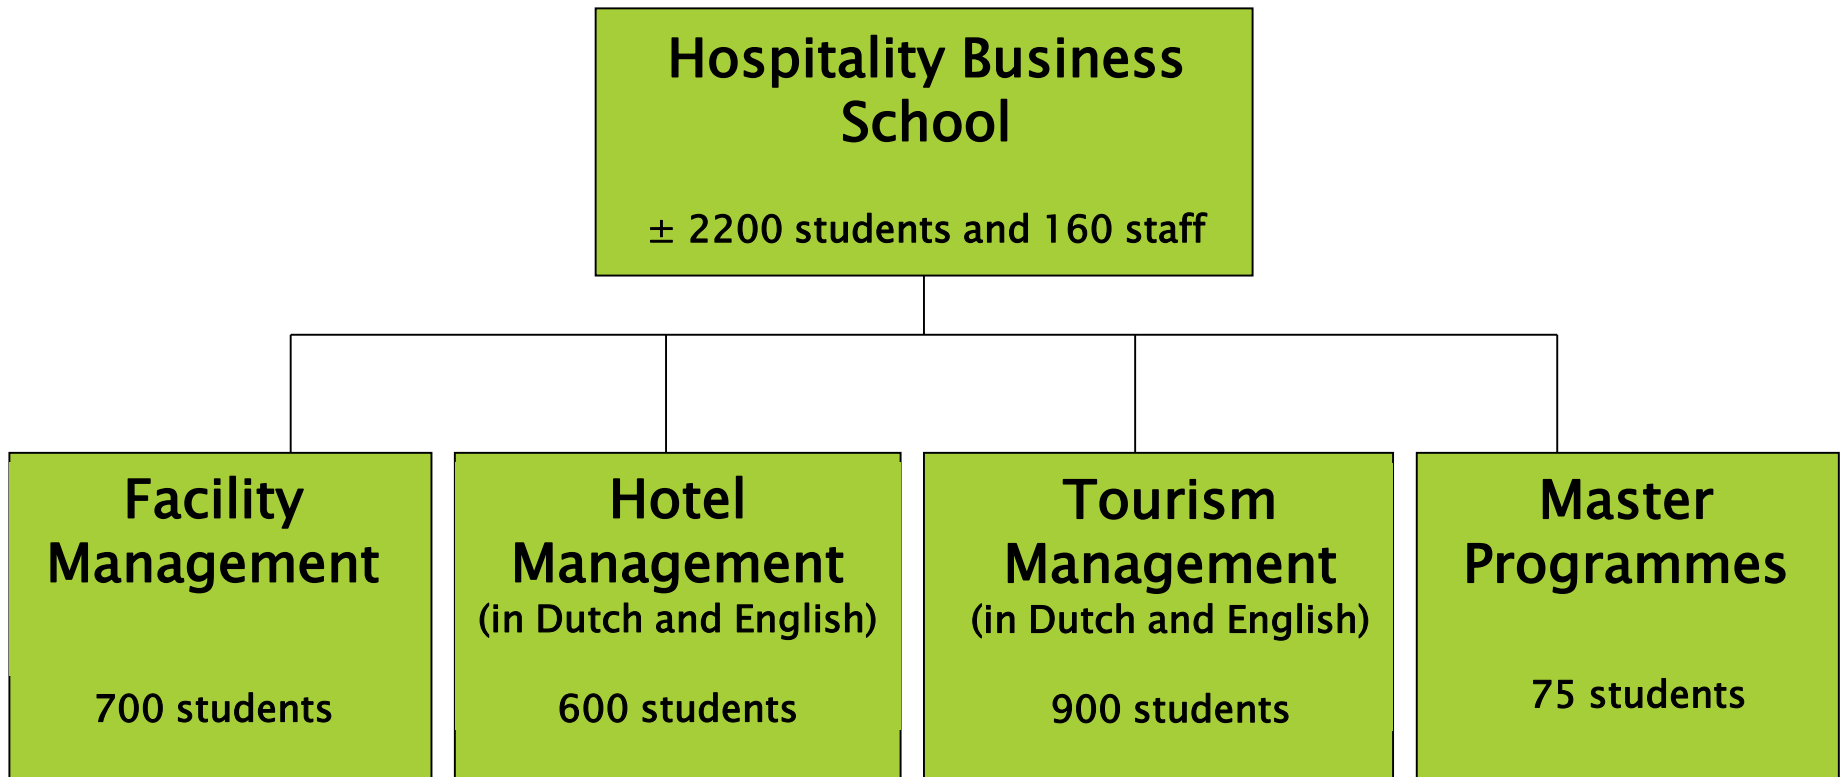 Hospitality Business
School
± 2200 students and 160 staff
Facility
Management
700 students
Hotel
Management
(in Dutch and English)
600 students
Tourism
Management
(in Dutch and English)
900 students
Master
Programmes
75 students